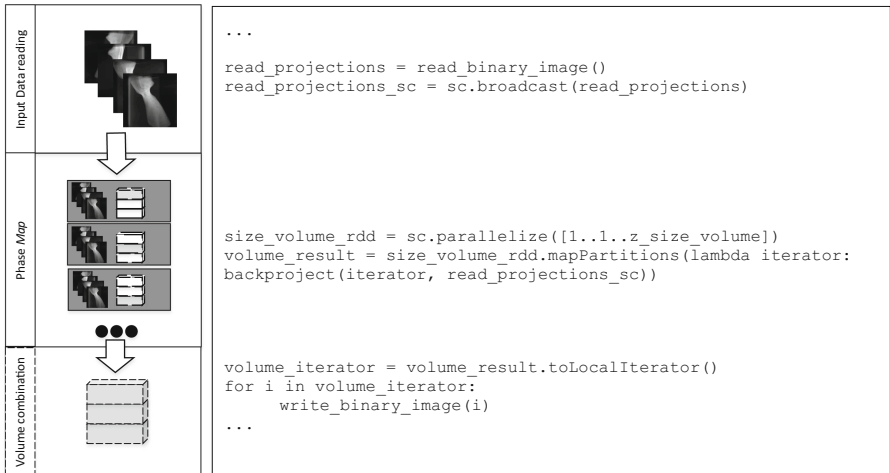 Input Data reading
...
read_projections = read_binary_image()
read_projections_sc = sc.broadcast(read_projections)
Phase Map
size_volume_rdd = sc.parallelize([1..1..z_size_volume])
volume_result = size_volume_rdd.mapPartitions(lambda iterator:
backproject(iterator, read_projections_sc))
Volume combination
volume_iterator = volume_result.toLocalIterator()
for i in volume_iterator:
write_binary_image(i)
...